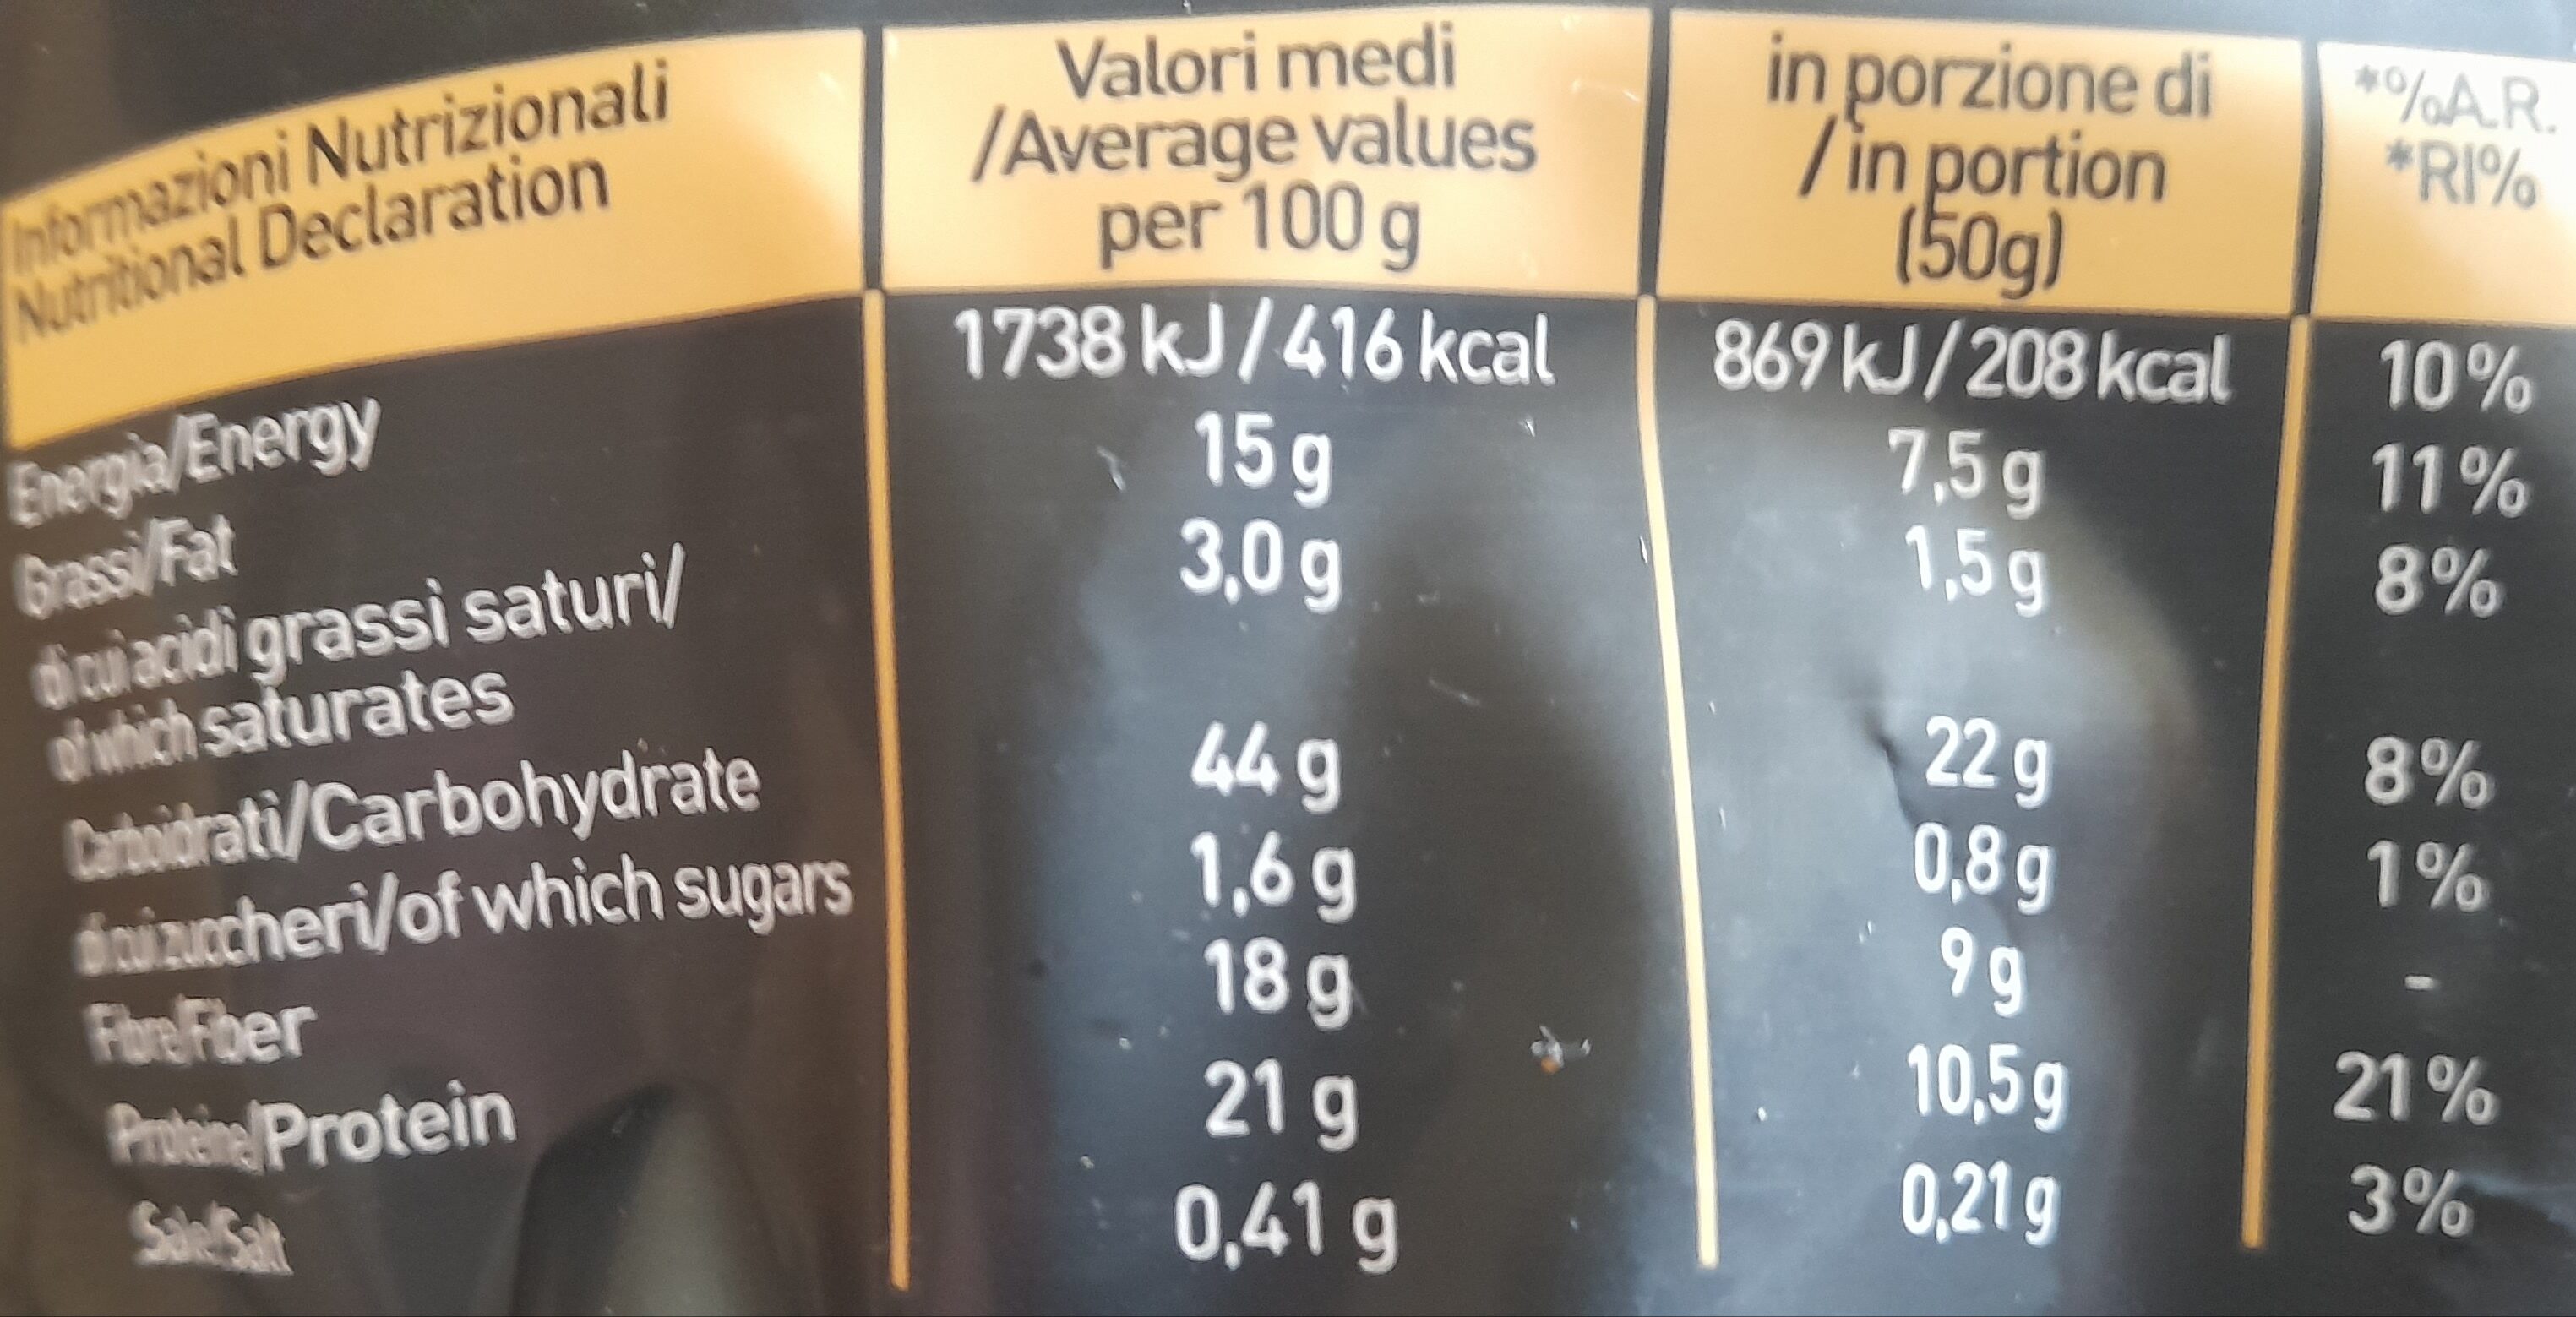 Informazioni Nutrizionali
Nutritional Declaration
Valori medi
/Average values
per 100 g
in porzione di
/ in portion
(50g)
*%A.R.
*RI%
Energia/Energy 1738 kJ/416 kcal 869 kJ/208 kcal 10%
Grassi/Fat 15 g 7,5 g 11%
di cui acidi grassi saturi/ 3,0 g 1,5 g 8%
of which saturates
Carboidrati/Carbohydrate 44 g 22 g 8%
di cui zuccheri/of which sugars 1,6 g 0,8 g 1%
Fibra/Fiber 18 g 9 g -
Proteine/Protein 21 g 10,5 g 21%
Sale/Salt 0,41 g 0,21 g 3%